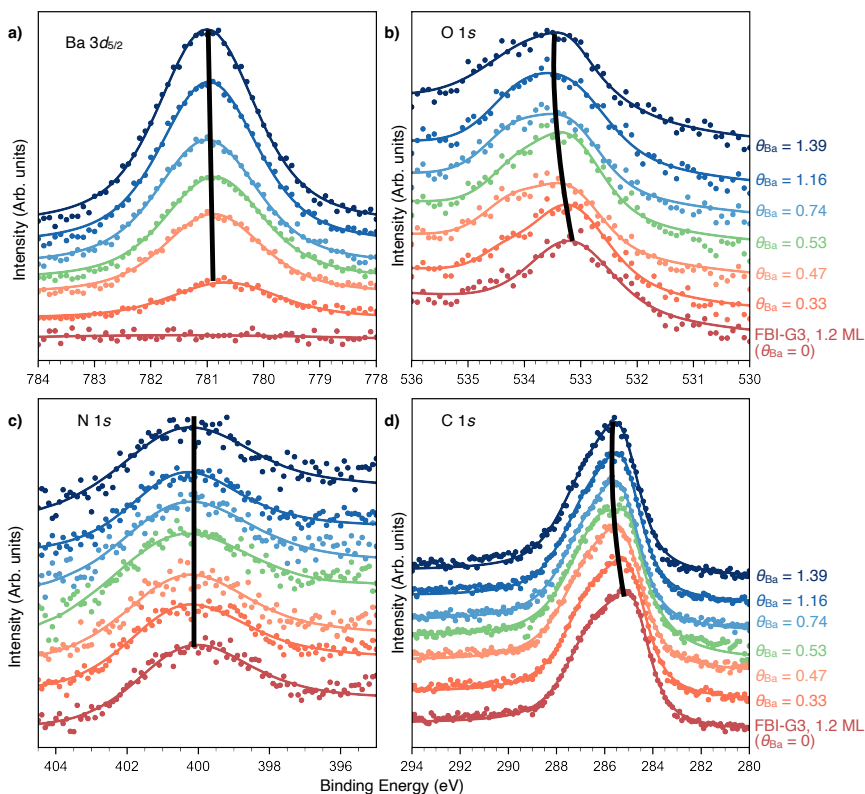 a)
Ba 3d5/2
Intensity (Arb. units)
784 783 782 781 780 779 778
b)
O 1s
Intensity (Arb. units)
536 535 534 533 532 531 530
θBa = 1.39
θBa = 1.16
θBa = 0.74
θBa = 0.53
θBa = 0.47
θBa = 0.33
FBI-G3, 1.2 ML
(θBa = 0)
c)
N 1s
Intensity (Arb. units)
404 402 400 398 396
d)
C 1s
Intensity (Arb. units)
294 292 290 288 286 284 282 280
θBa = 1.39
θBa = 1.16
θBa = 0.74
θBa = 0.53
θBa = 0.47
θBa = 0.33
FBI-G3, 1.2 ML
(θBa = 0)
Binding Energy (eV)